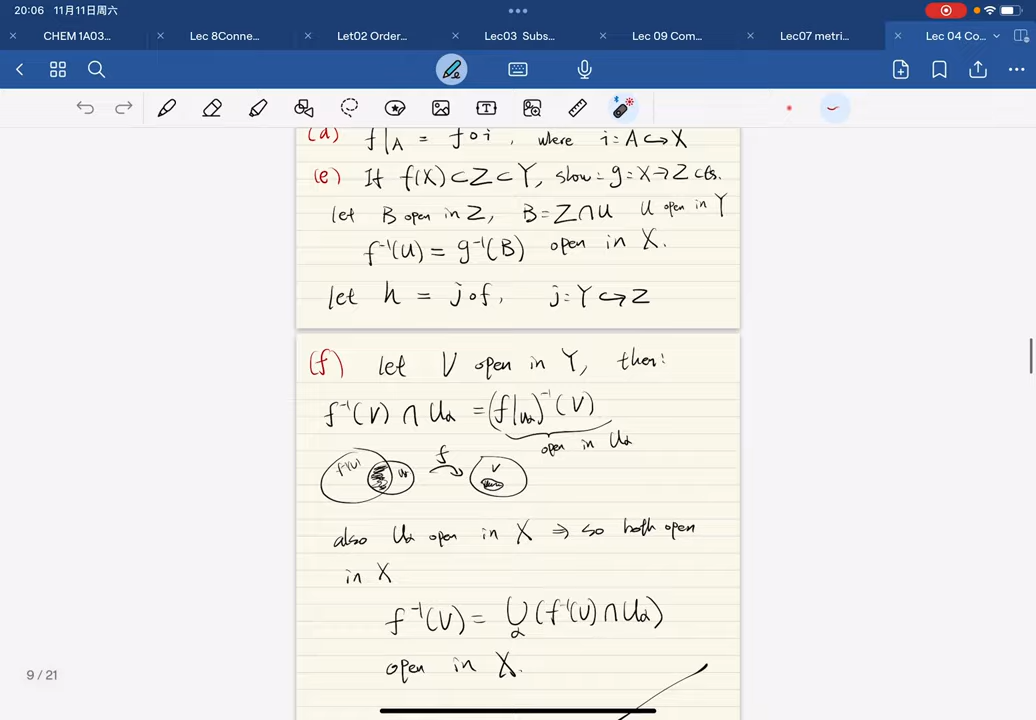 20:06 11月11日周六
CHEM 1A03...
Lec 8Conne...
Let02 Order...
Lec03 Subs...
Lec 09 Com...
Lec07 metri...
Lec 04 Co...
(d) f|_A = f∘i , where i: A ↪ X
(e) If f(X) ⊂ Z ⊂ Y, show = g = X → Z cts.
let B open in Z, B = Z ∩ U U open in Y
f⁻¹(U) = g⁻¹(B) open in X.
let h = j∘f, j: Y ↪ Z
(f) let V open in Y, then:
f⁻¹(V) ∩ Uα = (f|Uα)⁻¹(V)
open in Uα
f⁻¹(V) Uα f V
also Uα open in X ⇒ so both open
in X
f⁻¹(V) = ⋃α (f⁻¹(V) ∩ Uα)
open in X.
9 / 21